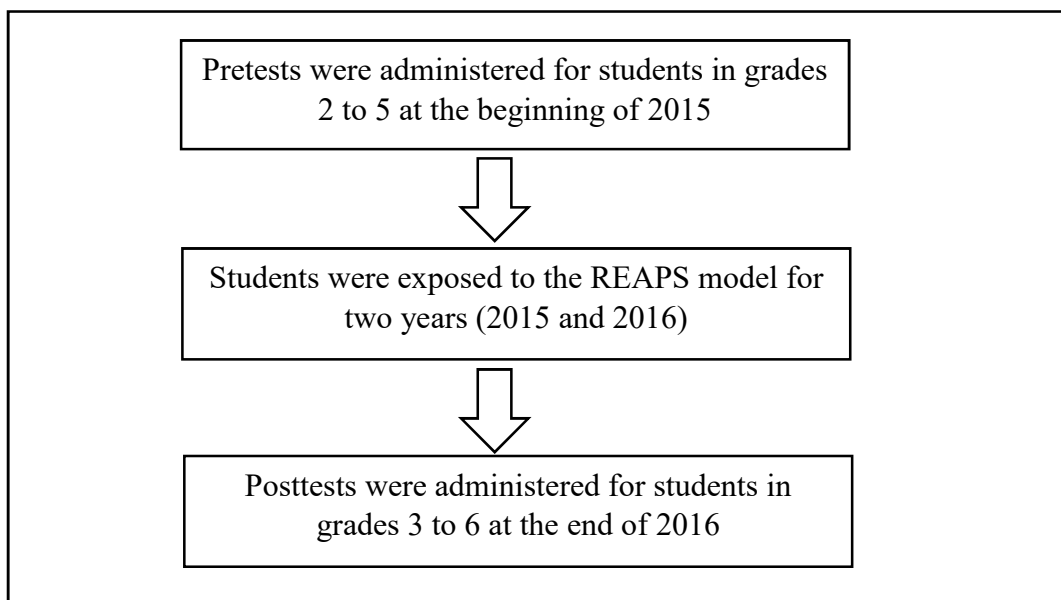 Pretests were administered for students in grades
2 to 5 at the beginning of 2015
Students were exposed to the REAPS model for
two years (2015 and 2016)
Posttests were administered for students in
grades 3 to 6 at the end of 2016